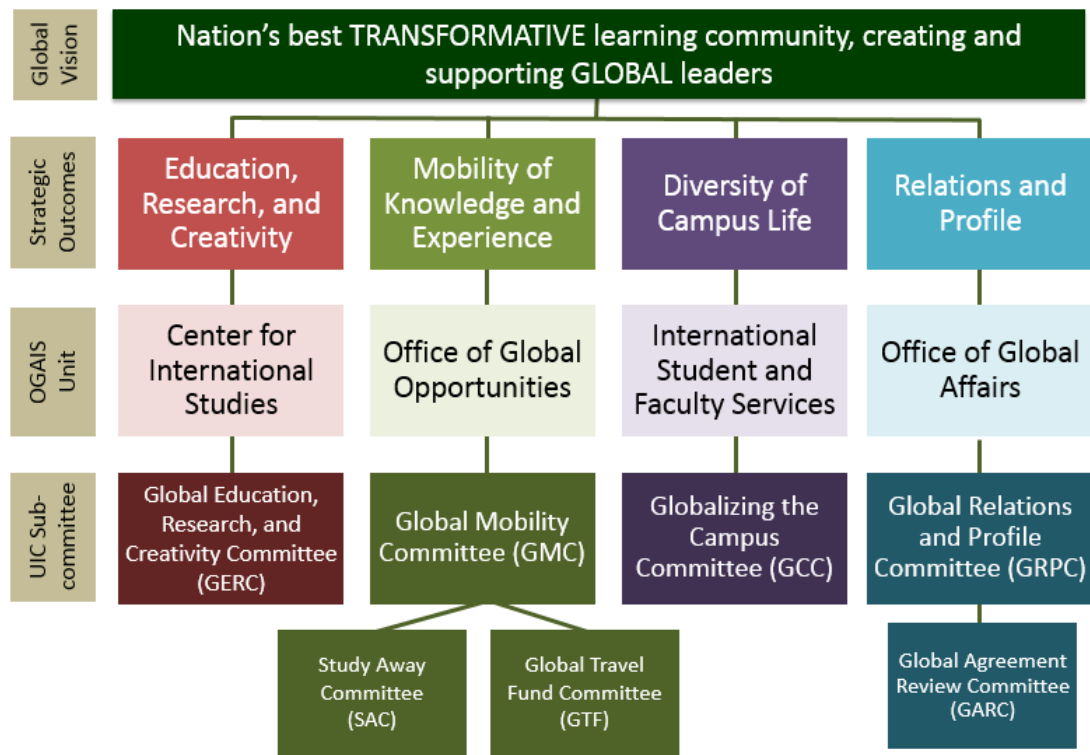 Global
Vision
Nation's best TRANSFORMATIVE learning community, creating and
supporting GLOBAL leaders
Strategic
Outcomes
Education,
Research, and
Creativity
Mobility of
Knowledge and
Experience
Diversity of
Campus Life
Relations and
Profile
OGAIS
Unit
Center for
International
Studies
Office of Global
Opportunities
International
Student and
Faculty Services
Office of Global
Affairs
UIC Sub-
committee
Global Education,
Research, and
Creativity Committee
(GERC)
Global Mobility
Committee (GMC)
Globalizing the
Campus
Committee (GCC)
Global Relations
and Profile
Committee (GRPC)
Study Away
Committee
(SAC)
Global Travel
Fund Committee
(GTF)
Global Agreement
Review Committee
(GARC)